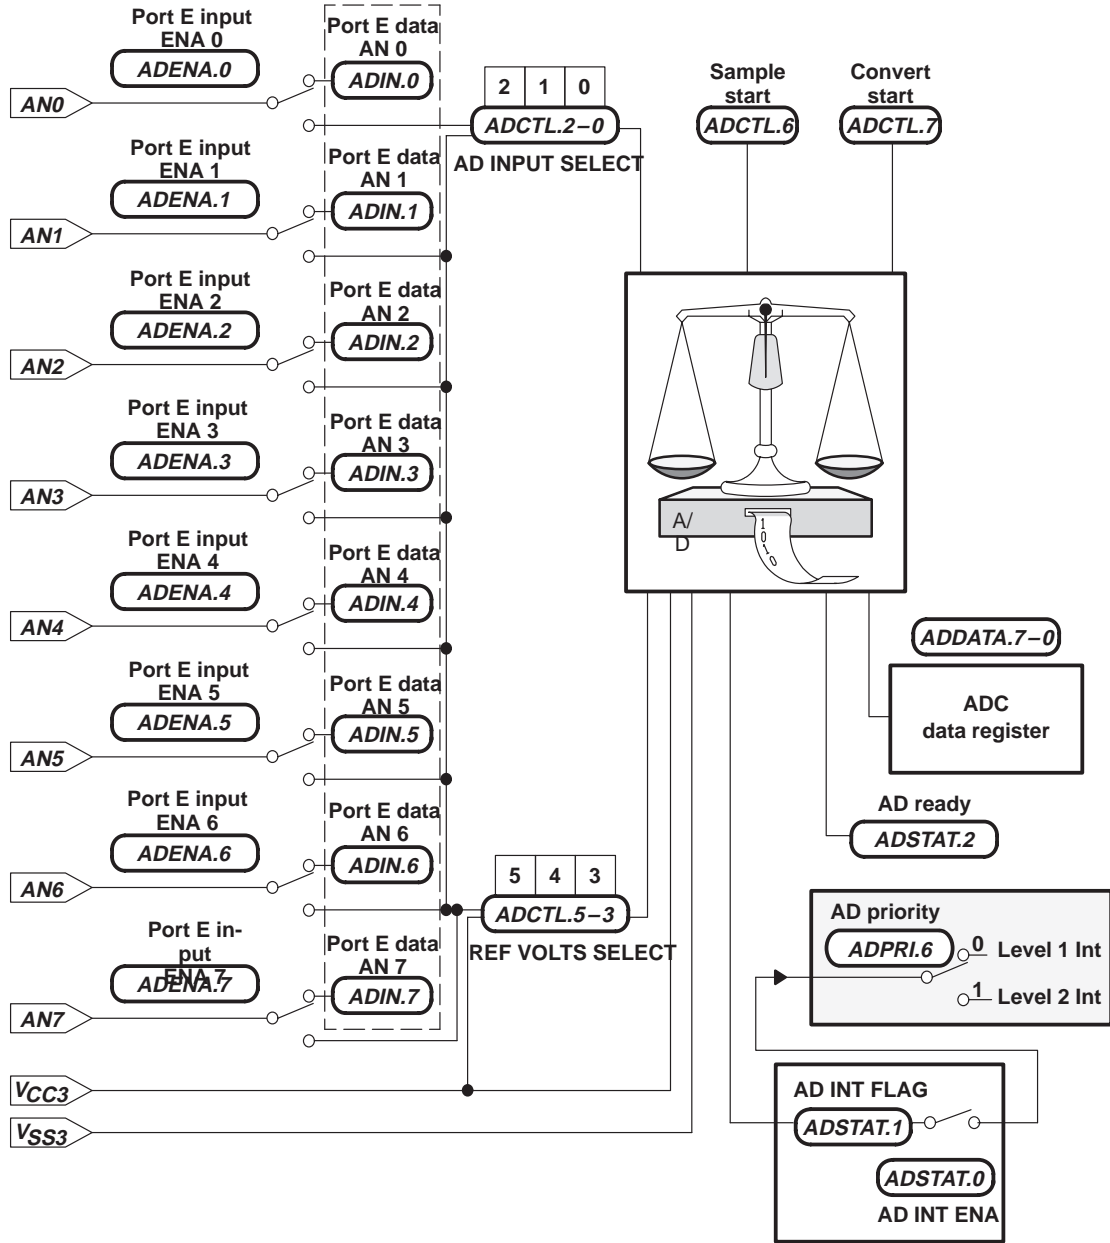 Port E input
ENA 0
ADENA.0
AN0
Port E data
AN 0
ADIN.0
2 1 0
ADCTL.2–0
AD INPUT SELECT
Sample
start
ADCTL.6
Convert
start
ADCTL.7
Port E input
ENA 1
ADENA.1
AN1
Port E data
AN 1
ADIN.1
Port E input
ENA 2
ADENA.2
AN2
Port E data
AN 2
ADIN.2
Port E input
ENA 3
ADENA.3
AN3
Port E data
AN 3
ADIN.3
A/
D
1
0
1
0
Port E input
ENA 4
ADENA.4
AN4
Port E data
AN 4
ADIN.4
ADDATA.7–0
ADC
data register
Port E input
ENA 5
ADENA.5
AN5
Port E data
AN 5
ADIN.5
AD ready
ADSTAT.2
Port E input
ENA 6
ADENA.6
AN6
Port E data
AN 6
ADIN.6
5 4 3
ADCTL.5–3
REF VOLTS SELECT
AD priority
ADPRI.6
0 Level 1 Int
1 Level 2 Int
Port E in-
put
ENA 7
ADENA.7
AN7
Port E data
AN 7
ADIN.7
VCC3
VSS3
AD INT FLAG
ADSTAT.1
ADSTAT.0
AD INT ENA